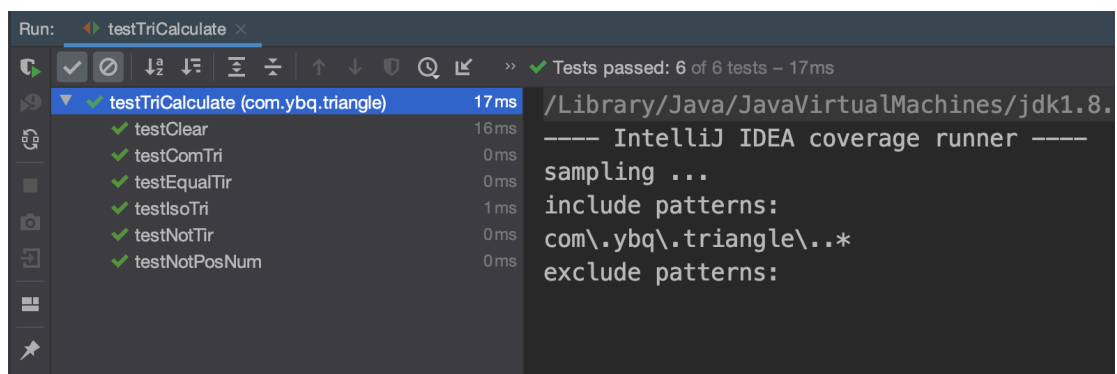 Run: testTriCalculate
Tests passed: 6 of 6 tests – 17ms
testTriCalculate (com.ybq.triangle) 17ms
testClear 16ms
testComTri 0ms
testEqualTir 0ms
testIsoTri 1ms
testNotTir 0ms
testNotPosNum 0ms
/Library/Java/JavaVirtualMachines/jdk1.8.
---- IntelliJ IDEA coverage runner ----
sampling ...
include patterns:
com\.ybq\.triangle\..*
exclude patterns: